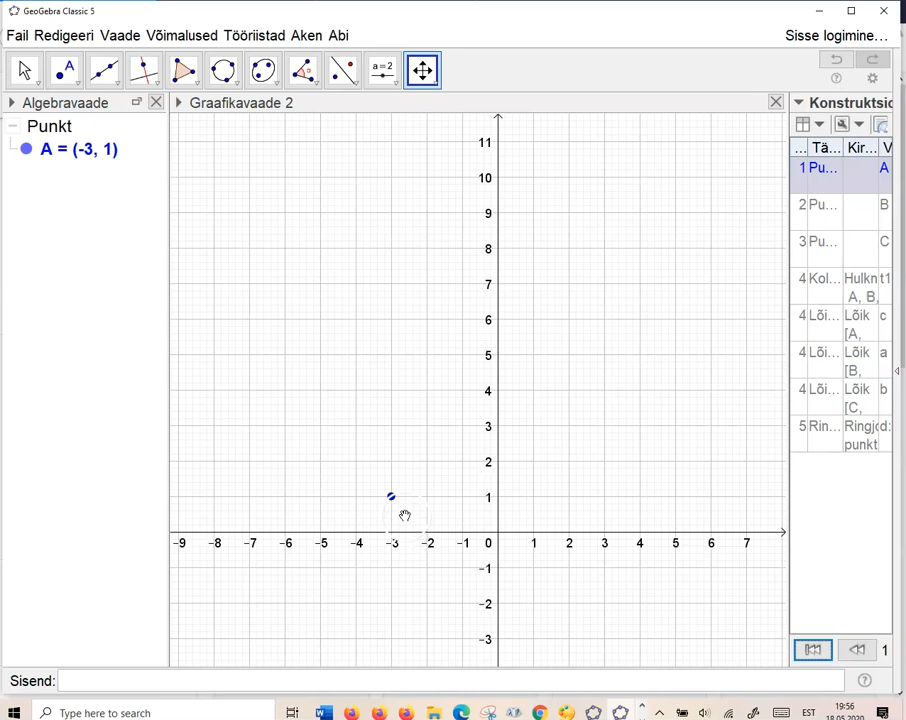 GeoGebra Classic 5
Fail Redigeeri Vaade Võimalused Tööriistad Aken Abi
Sisse logimine...
A
α
a=2
Algebravaade
Graafikavaade 2
Konstruktsio
Punkt
A = (-3, 1)
... Tä... Kir... V
1 Pu... A
2 Pu... B
3 Pu... C
4 Kol... Hulkn t1
A, B,
4 Lõi... Lõik c
[A,
4 Lõi... Lõik a
[B,
4 Lõi... Lõik b
[C,
5 Rin... Ringjo d:
punkt
11
10
9
8
7
6
5
4
3
2
1
-9 -8 -7 -6 -5 -4 -3 -2 -1 0 1 2 3 4 5 6 7
-1
-2
-3
1
Sisend:
Type here to search
EST
19:56
18.05.2020